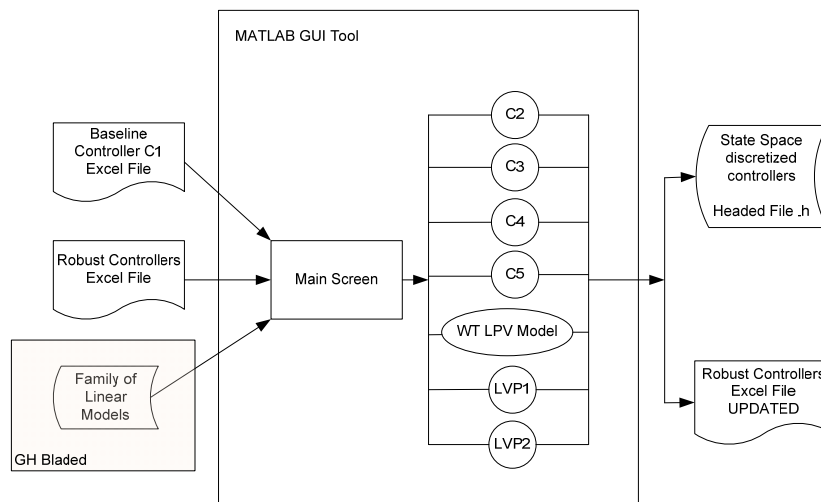 MATLAB GUI Tool
Baseline
Controller C1
Excel File
Robust Controllers
Excel File
Family of
Linear
Models
GH Bladed
Main Screen
C2
C3
C4
C5
WT LPV Model
LVP1
LVP2
State Space
discretized
controllers
Headed File .h
Robust Controllers
Excel File
UPDATED